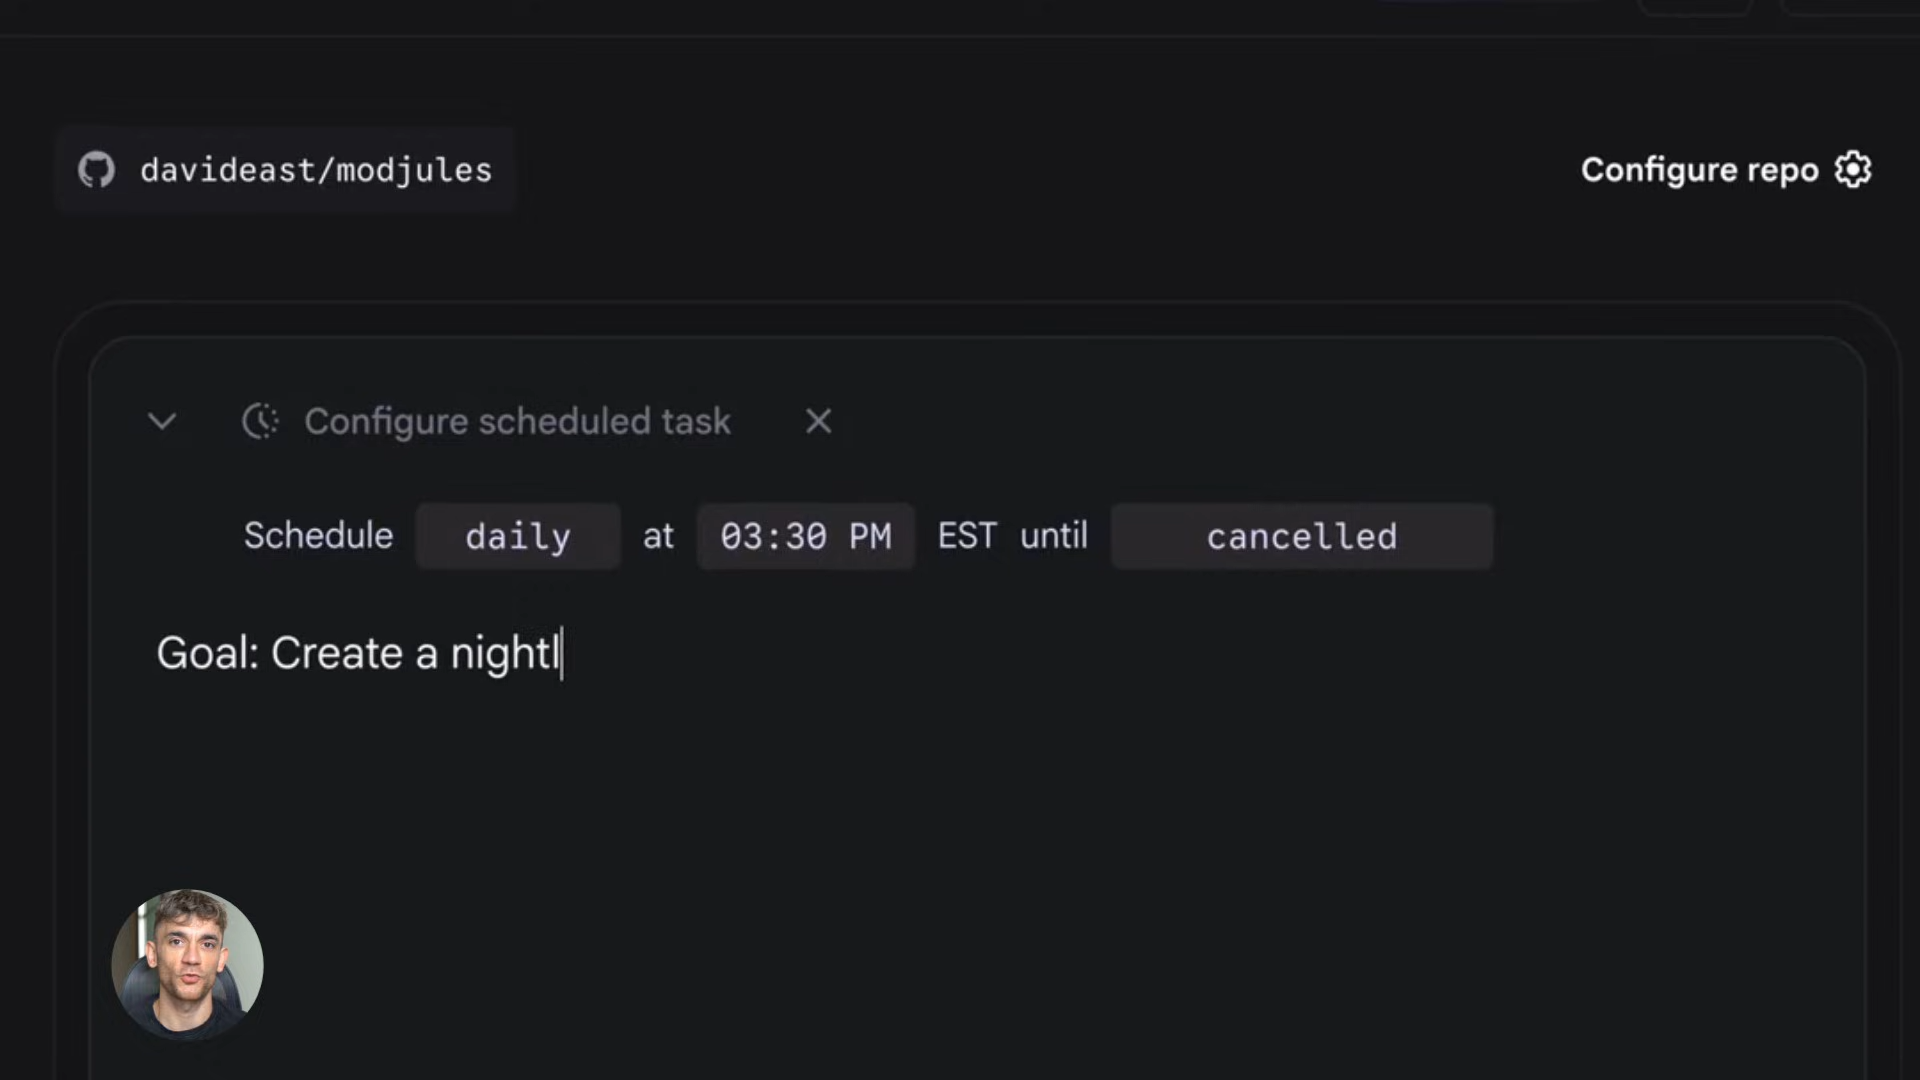 davideast/modjules
Configure repo
Configure scheduled task
Schedule daily at 03:30 PM EST until cancelled
Goal: Create a nightl